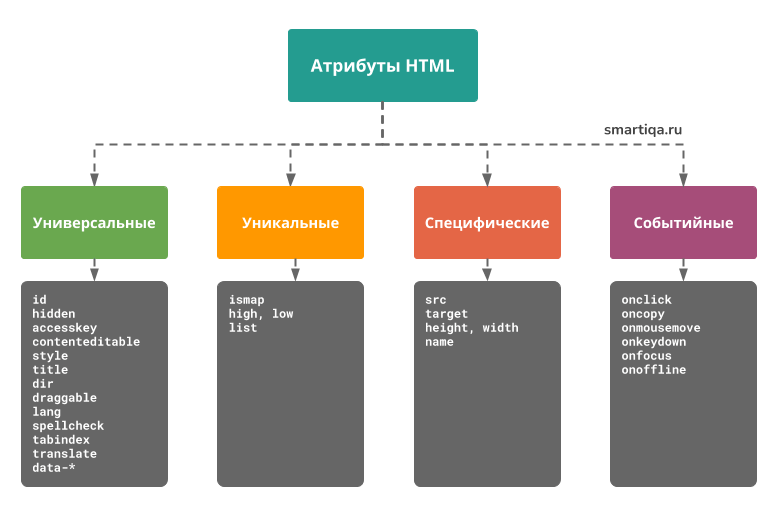 Атрибуты HTML
smartiqa.ru
Универсальные
Уникальные
Специфические
Событийные
id
hidden
accesskey
contenteditable
style
title
dir
draggable
lang
spellcheck
tabindex
translate
data-*
ismap
high, low
list
src
target
height, width
name
onclick
oncopy
onmousemove
onkeydown
onfocus
onoffline